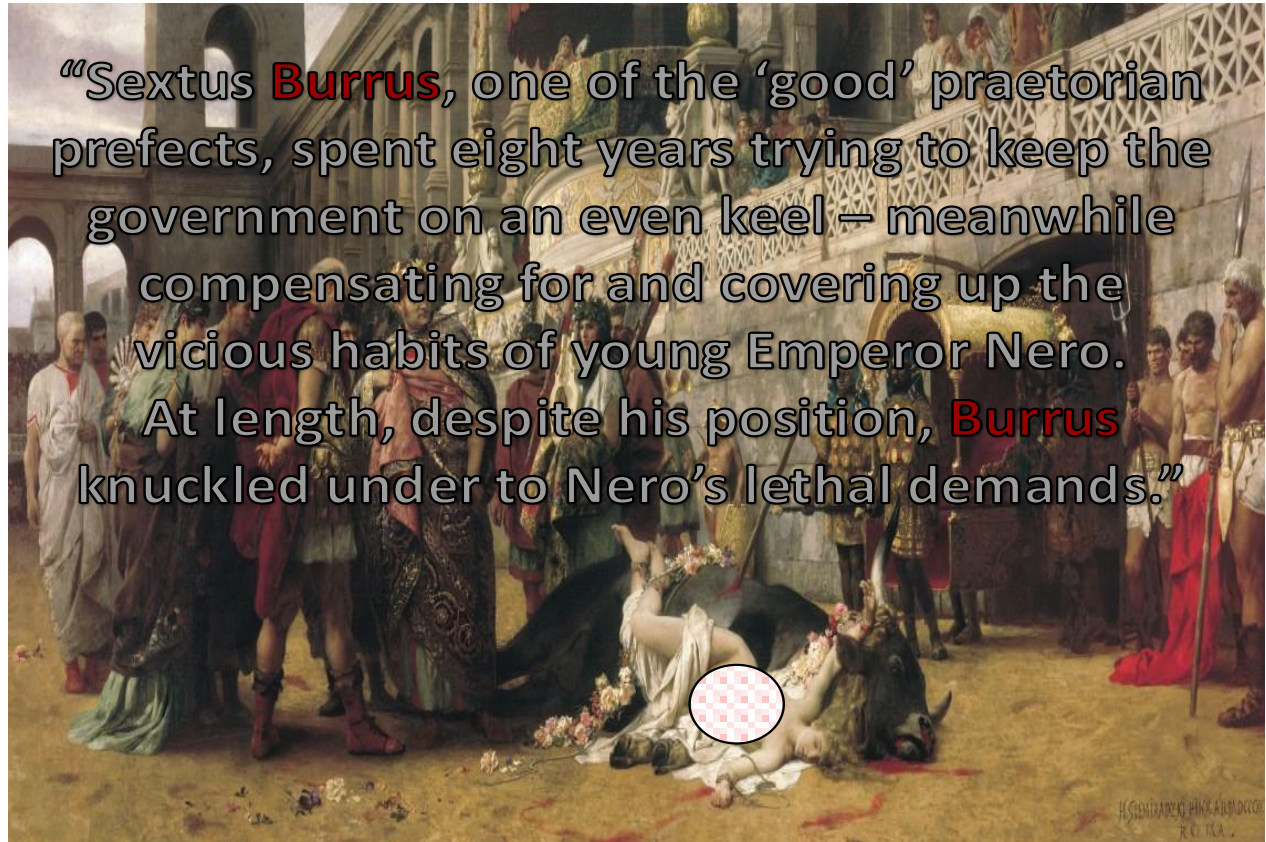 “Sextus Burrus, one of the ‘good’ praetorian
prefects, spent eight years trying to keep the
government on an even keel – meanwhile
compensating for and covering up the
vicious habits of young Emperor Nero.
At length, despite his position, Burrus
knuckled under to Nero’s lethal demands.”